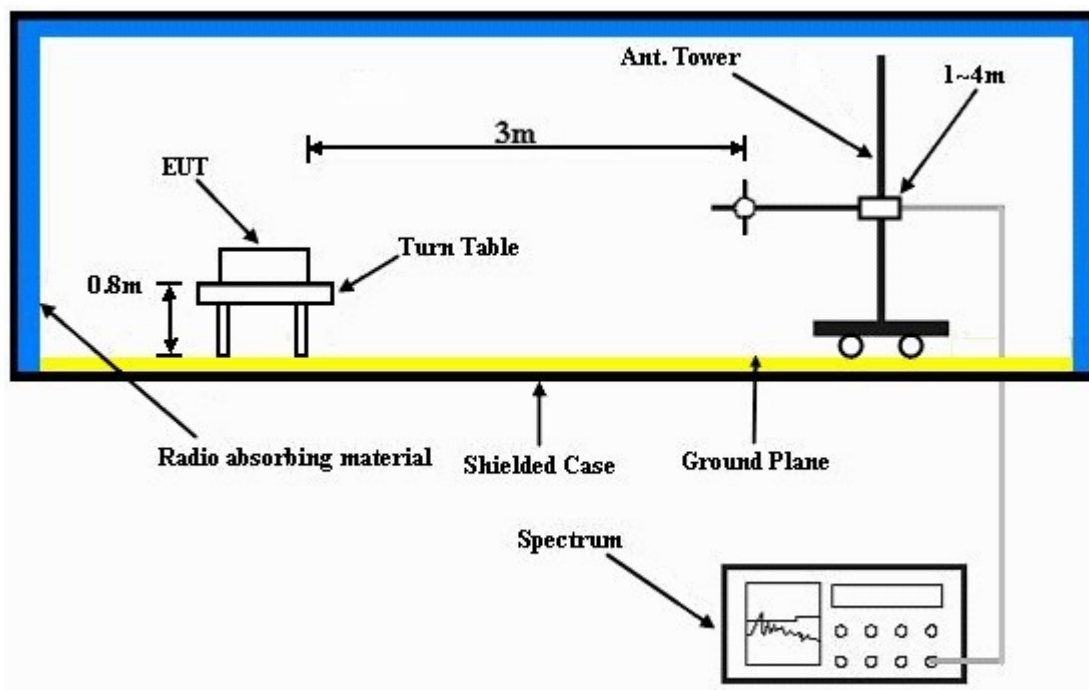 Ant. Tower
1~4m
3m
EUT
Turn Table
0.8m
Radio absorbing material
Shielded Case
Ground Plane
Spectrum